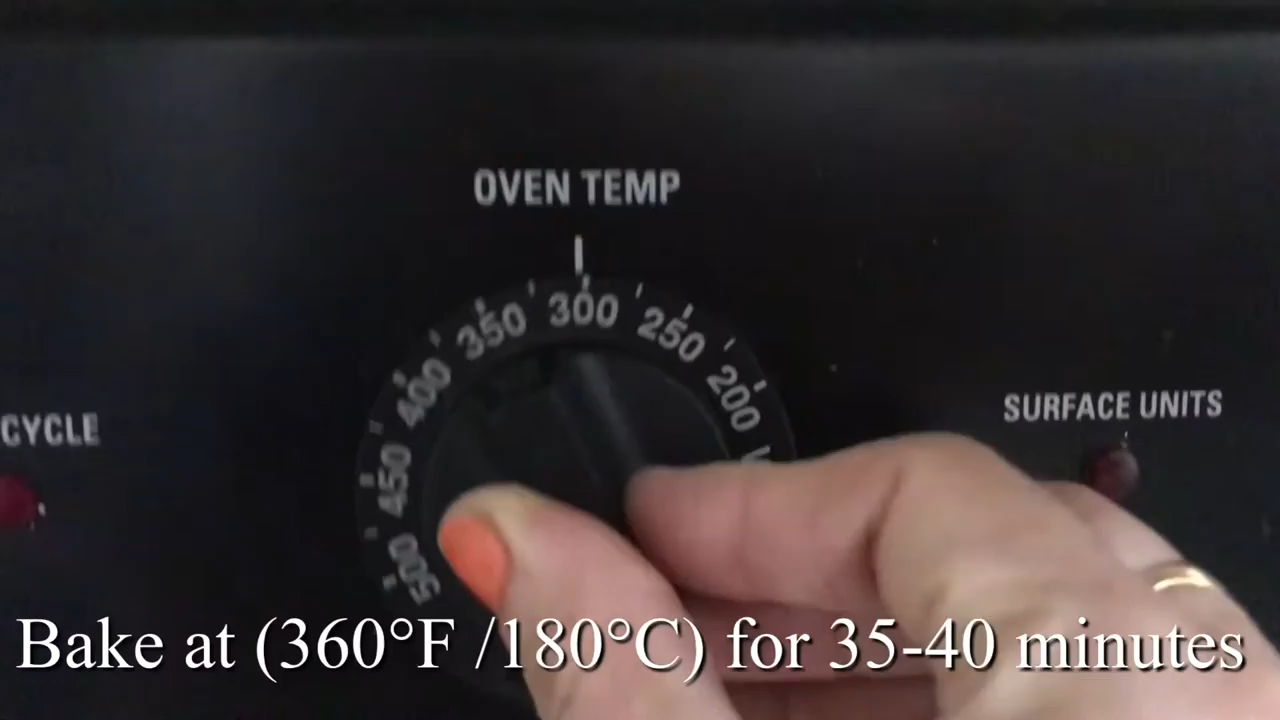 OVEN TEMP
300
350
250
400
200
450
500
CYCLE
SURFACE UNITS
Bake at (360°F /180°C) for 35-40 minutes